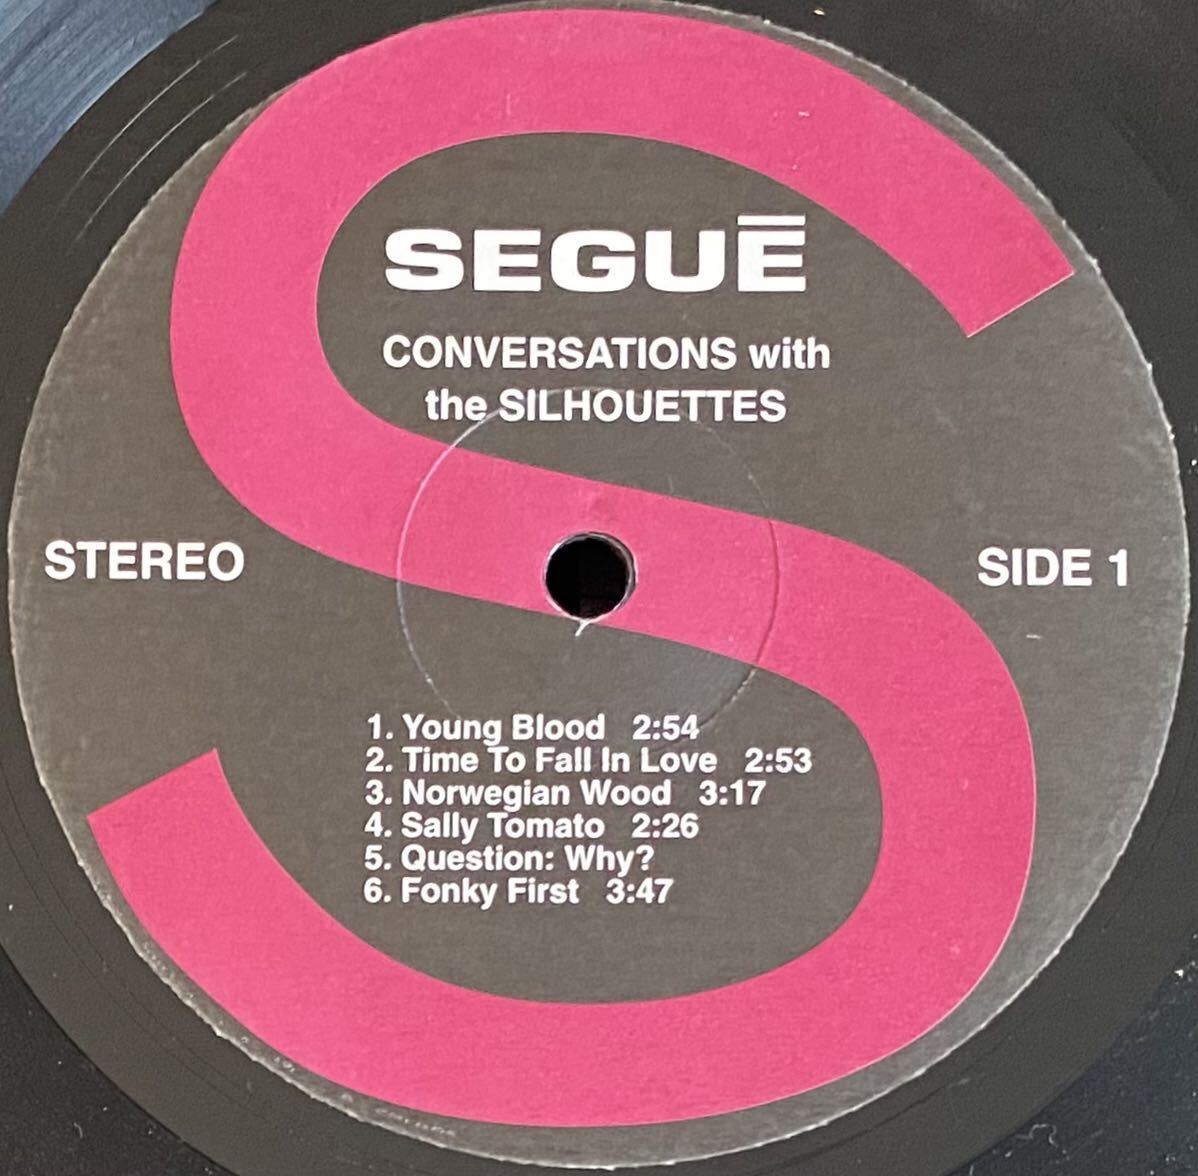 SEGUĒ
CONVERSATIONS with
the SILHOUETTES
STEREO
SIDE 1
1. Young Blood 2:54
2. Time To Fall In Love 2:53
3. Norwegian Wood 3:17
4. Sally Tomato 2:26
5. Question: Why?
6. Fonky First 3:47